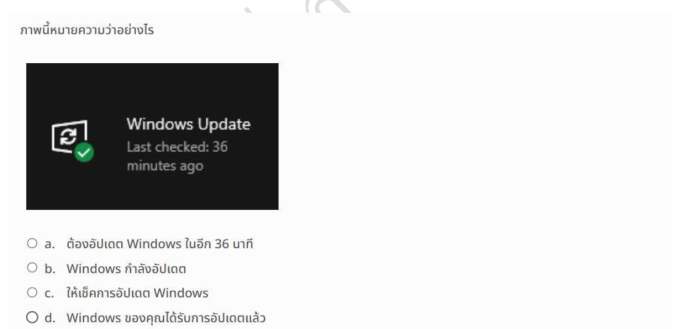 ภาพนี้หมายความว่าอย่างไร
Windows Update
Last checked: 36
minutes ago
a. ต้องอัปเดต Windows ในอีก 36 นาที
b. Windows กำลังอัปเดต
c. ให้เช็คการอัปเดต Windows
d. Windows ของคุณได้รับการอัปเดตแล้ว